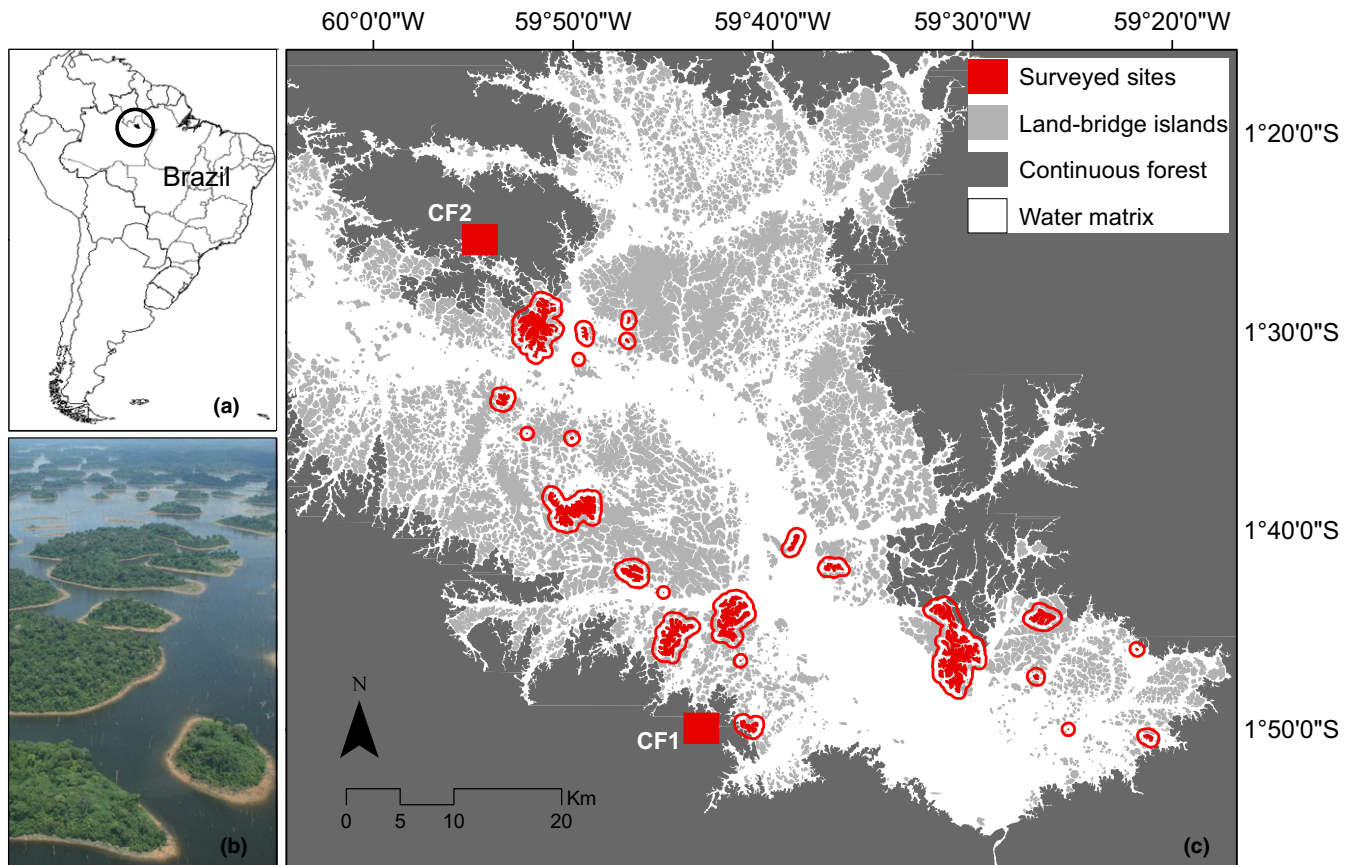 60°0'0"W 59°50'0"W 59°40'0"W 59°30'0"W 59°20'0"W
Brazil
(a)
(b)
Surveyed sites
Land-bridge islands
Continuous forest
Water matrix
1°20'0"S
1°30'0"S
1°40'0"S
1°50'0"S
CF2
CF1
N
Km
0 5 10 20
(c)